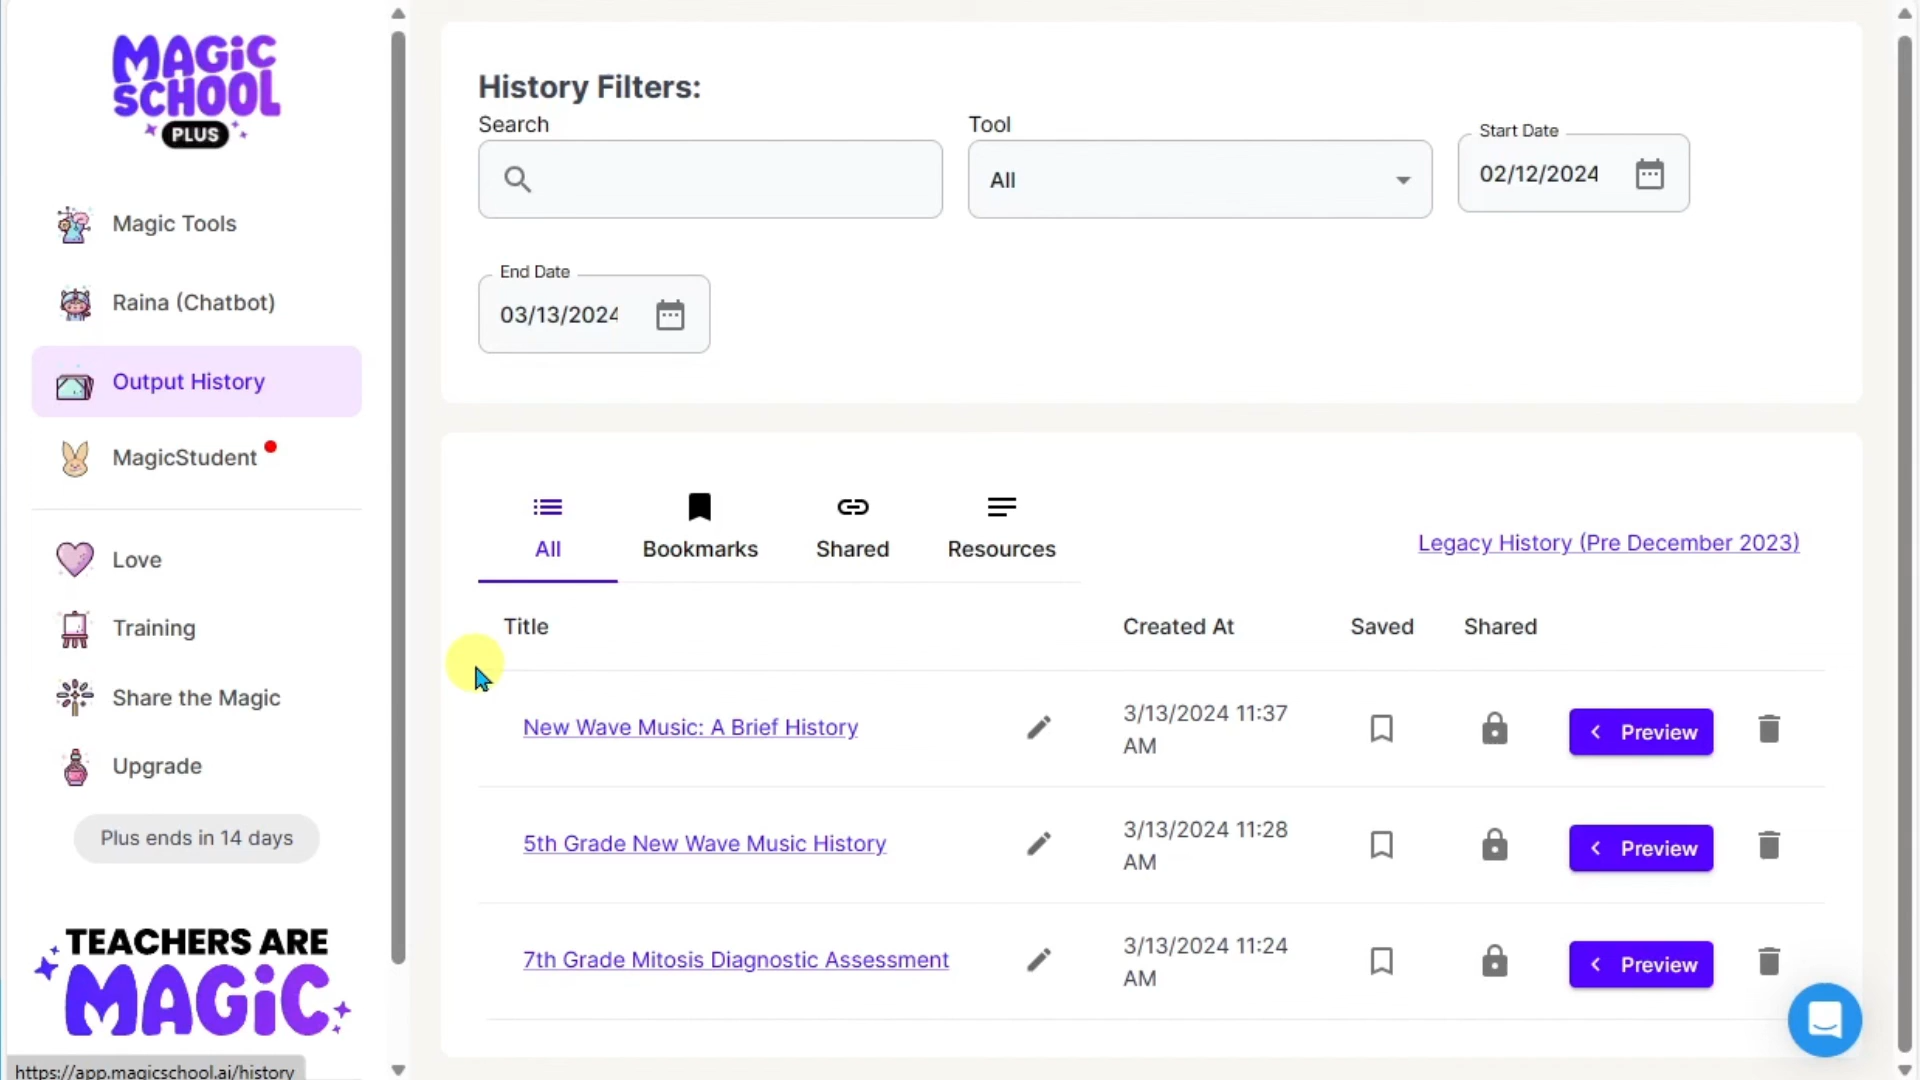 MAGiC
SCHOOL
PLUS
Magic Tools
Raina (Chatbot)
Output History
MagicStudent
Love
Training
Share the Magic
Upgrade
Plus ends in 14 days
TEACHERS ARE
MAGiC
https://app.magicschool.ai/history
History Filters:
Search
Tool
All
Start Date
02/12/2024
End Date
03/13/2024
All
Bookmarks
Shared
Resources
Legacy History (Pre December 2023)
Title
Created At
Saved
Shared
New Wave Music: A Brief History
3/13/2024 11:37
AM
Preview
5th Grade New Wave Music History
3/13/2024 11:28
AM
Preview
7th Grade Mitosis Diagnostic Assessment
3/13/2024 11:24
AM
Preview